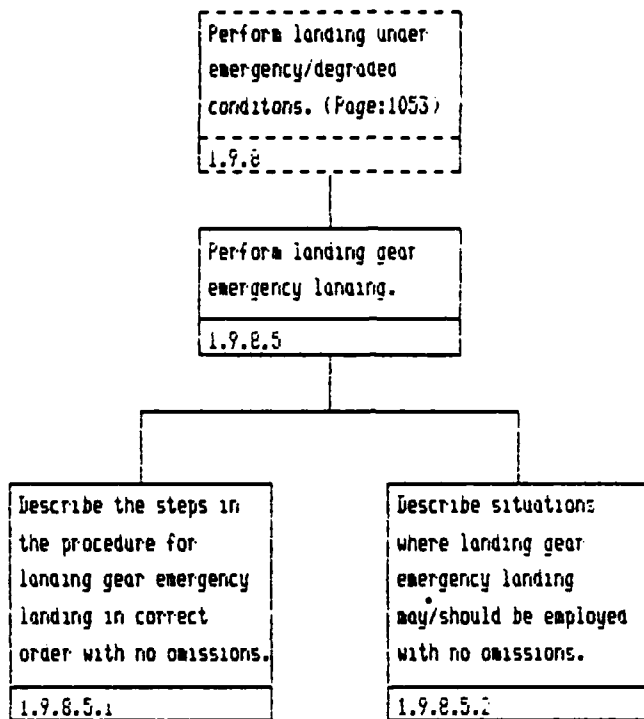 Perform landing under
emergency/degraded
conditons. (Page:1053)
1.9.8
Perform landing gear
emergency landing.
1.9.8.5
Describe the steps in
the procedure for
landing gear emergency
landing in correct
order with no omissions.
1.9.8.5.1
Describe situations
where landing gear
emergency landing
may/should be employed
with no omissions.
1.9.8.5.2